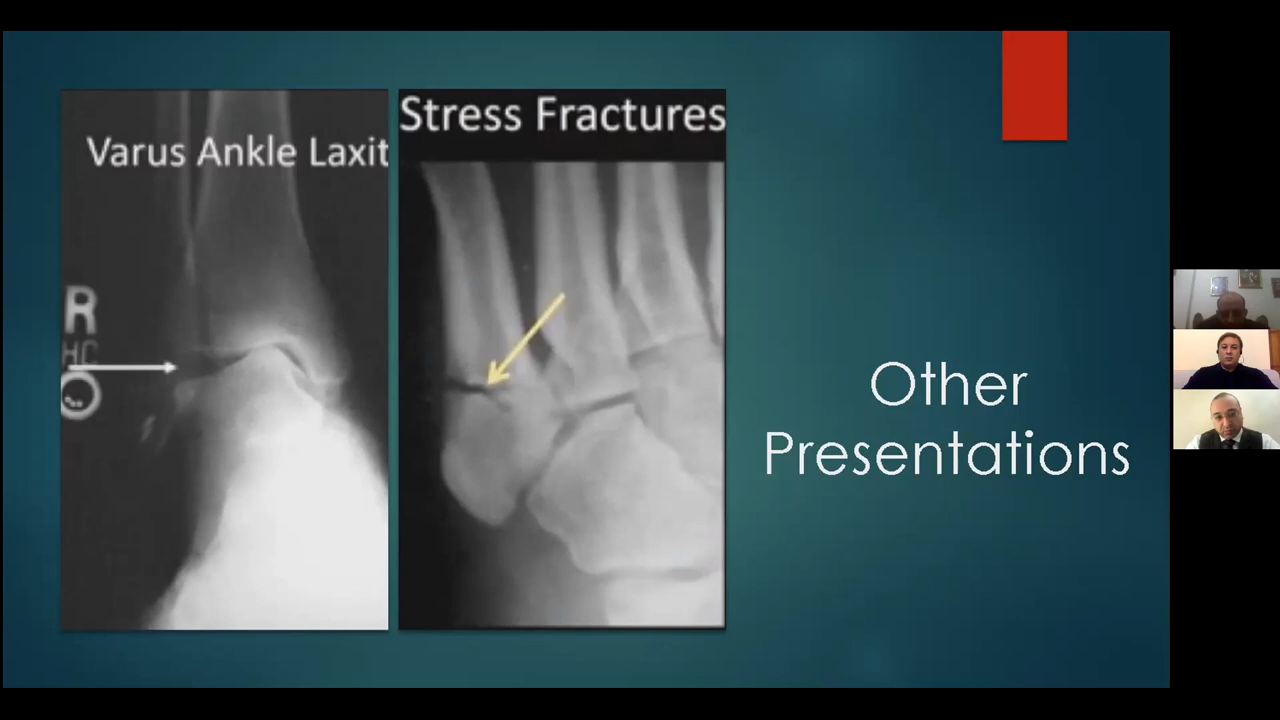 Varus Ankle Laxit
R
HC
Stress Fractures
Other
Presentations